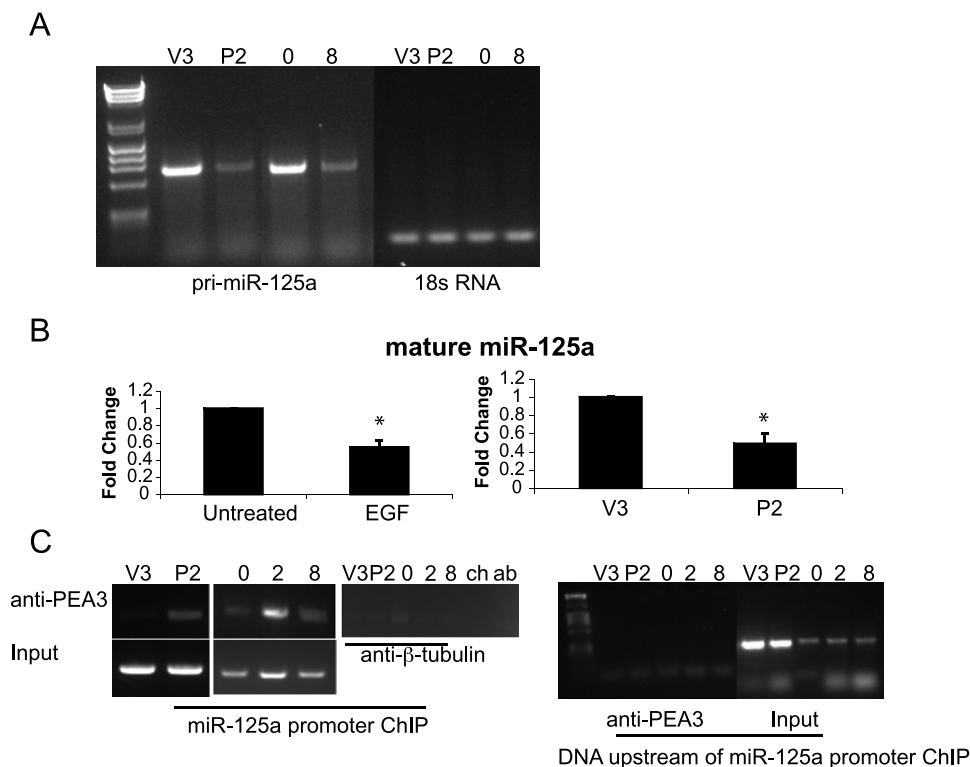 A
V3 P2 0 8 V3 P2 0 8
pri-miR-125a 18s RNA
B
mature miR-125a
Fold Change
1.2
1
0.8
0.6
0.4
0.2
0
*
Untreated EGF
Fold Change
1.2
1
0.8
0.6
0.4
0.2
0
*
V3 P2
C
V3 P2 0 2 8 V3 P2 0 2 8 ch ab
anti-PEA3
Input
anti-β-tubulin
miR-125a promoter ChIP
V3 P2 0 2 8 V3 P2 0 2 8
anti-PEA3 Input
DNA upstream of miR-125a promoter ChIP